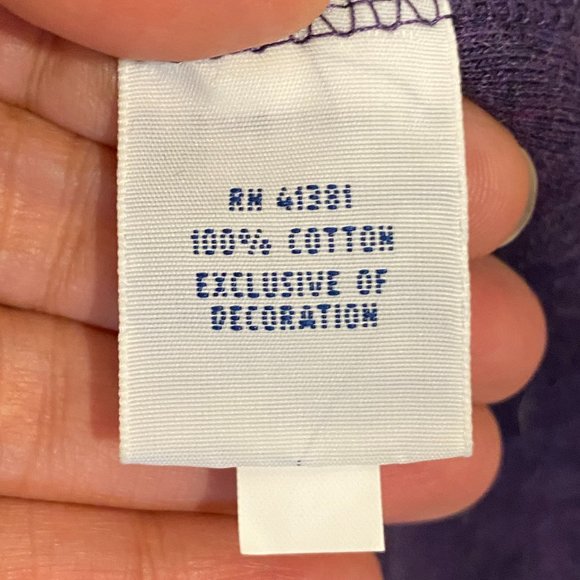 RN 41381
100% COTTON
EXCLUSIVE OF
DECORATION